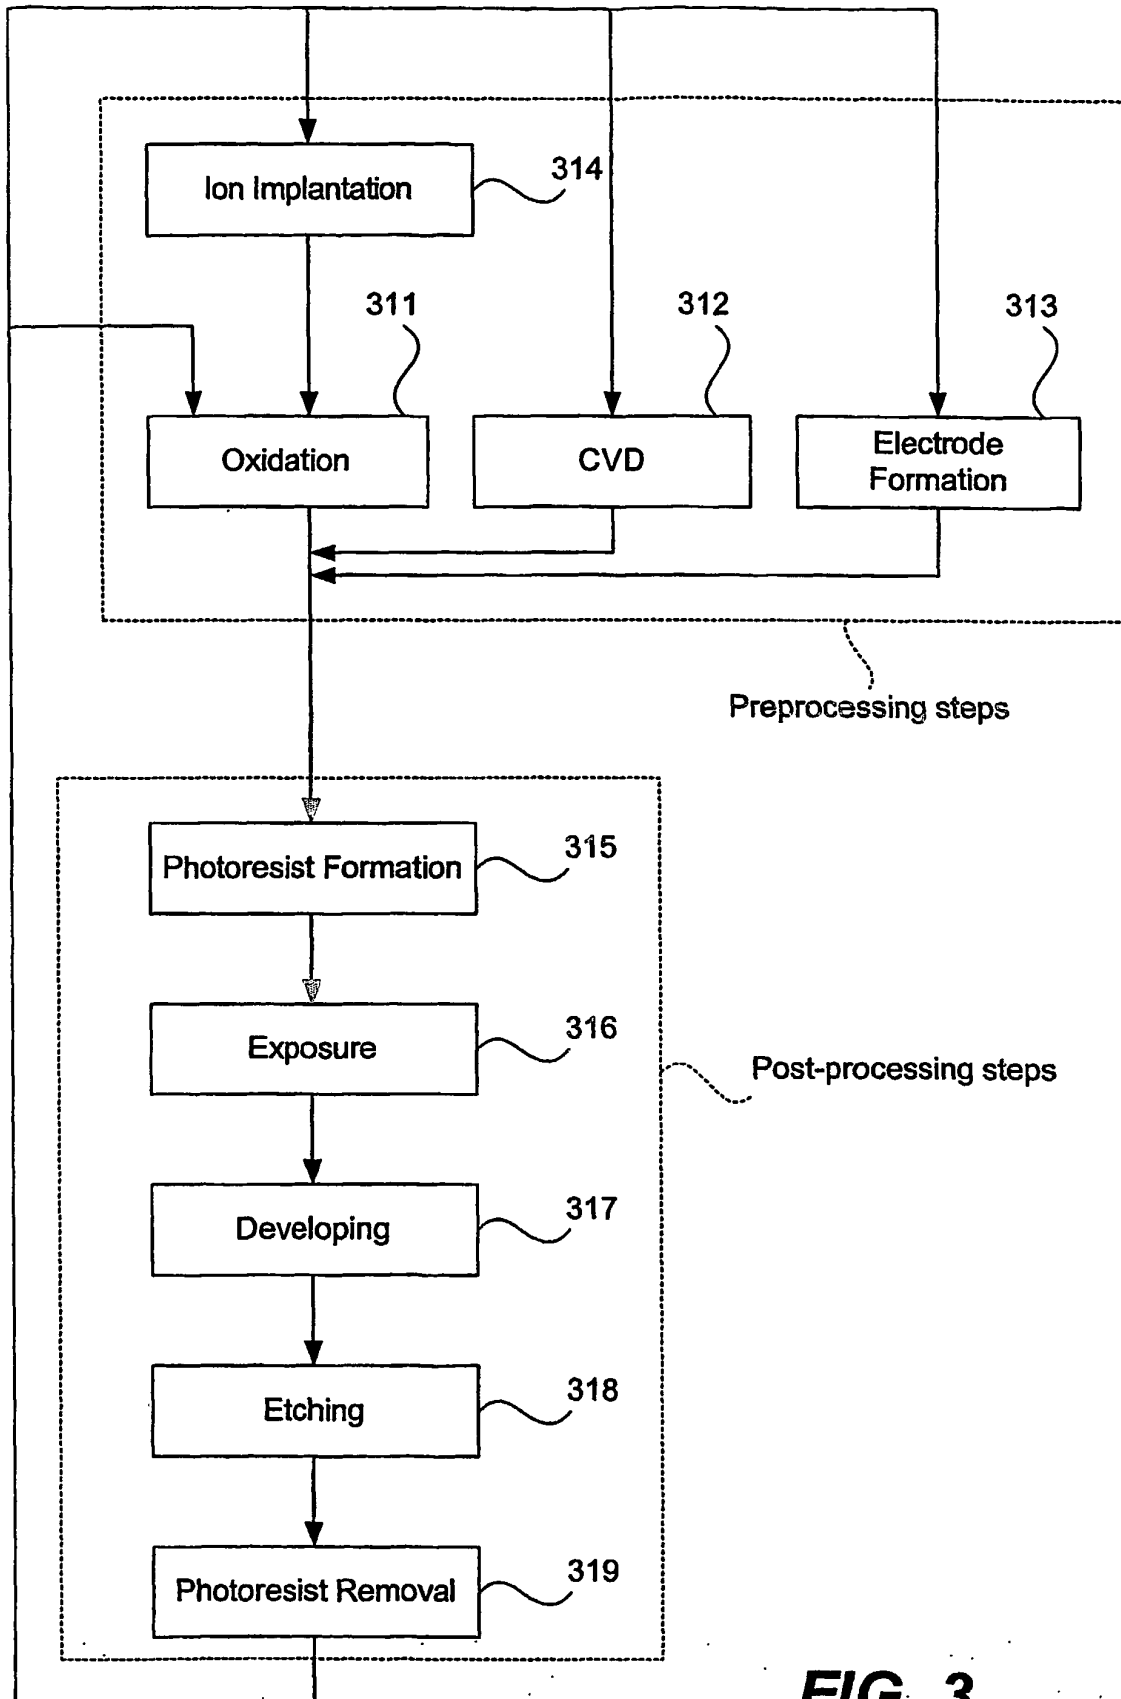 314
Ion Implantation
311
312
313
Oxidation
CVD
Electrode
Formation
Preprocessing steps
Photoresist Formation
315
Exposure
316
Post-processing steps
Developing
317
Etching
318
Photoresist Removal
319
FIG. 3